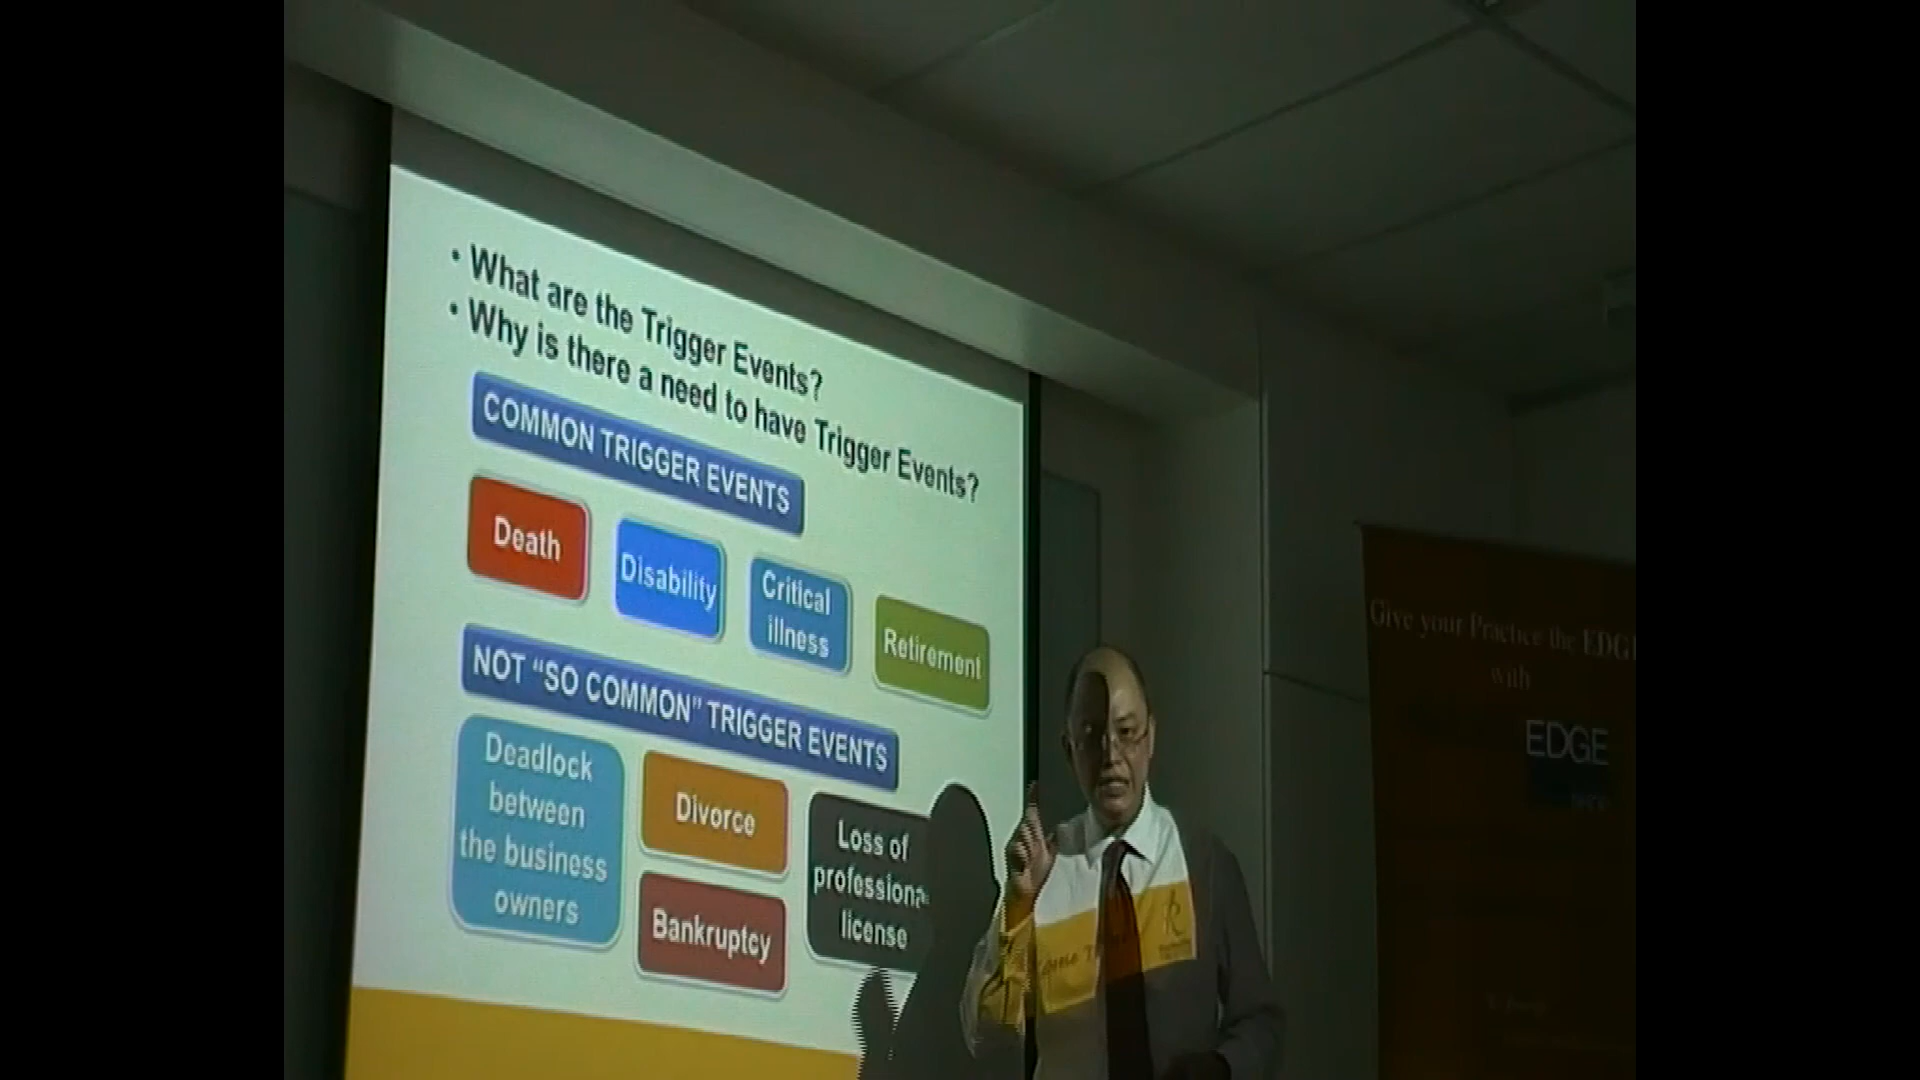 • What are the Trigger Events?
• Why is there a need to have Trigger Events?
COMMON TRIGGER EVENTS
Death
Disability
Critical
illness
Retirement
NOT “SO COMMON” TRIGGER EVENTS
Deadlock
between
the business
owners
Divorce
Bankruptcy
Loss of
professiona
license
Give your Practice the EDGE
with
EDGE